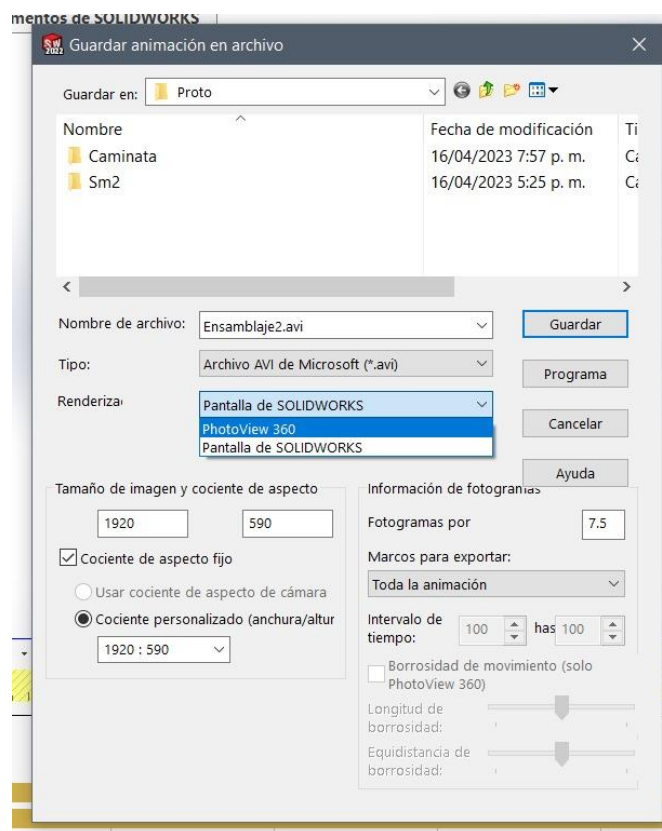 mentos de SOLIDWORKS
SW 2022 Guardar animación en archivo
Guardar en: Proto
Nombre Fecha de modificación Ti
Caminata 16/04/2023 7:57 p. m. Ca
Sm2 16/04/2023 5:25 p. m. Ca
Nombre de archivo: Ensamblaje2.avi Guardar
Tipo: Archivo AVI de Microsoft (*.avi) Programa
Renderiza Pantalla de SOLIDWORKS Cancelar
PhotoView 360
Pantalla de SOLIDWORKS
Ayuda
Tamaño de imagen y cociente de aspecto Información de fotogramas
1920 590 Fotogramas por 7.5
Cociente de aspecto fijo Marcos para exportar:
Usar cociente de aspecto de cámara Toda la animación
Cociente personalizado (anchura/altur Intervalo de tiempo: 100 has 100
1920 : 590
Borrosidad de movimiento (solo
PhotoView 360)
Longitud de
borrosidad:
Equidistancia de
borrosidad: